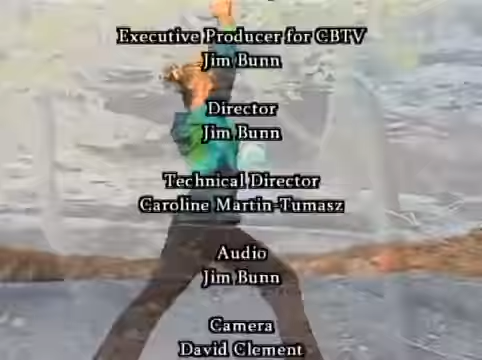 Executive Producer for CBTV
Jim Bunn
Director
Jim Bunn
Technical Director
Caroline Martin-Tumasz
Audio
Jim Bunn
Camera
David Clement